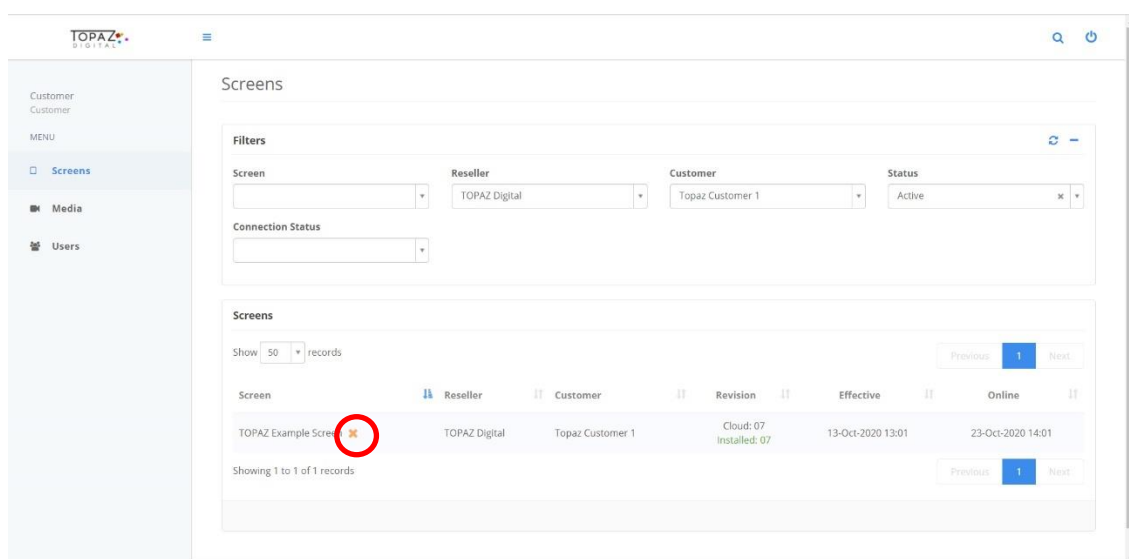 TOPAZ
DIGITAL
Customer
Customer
MENU
Screens
Media
Users
Screens
Filters
Screen Reseller Customer Status
TOPAZ Digital Topaz Customer 1 Active
Connection Status
Screens
Show 50 records
Previous 1 Next
Screen Reseller Customer Revision Effective Online
TOPAZ Example Screen TOPAZ Digital Topaz Customer 1 Cloud: 07 13-Oct-2020 13:01 23-Oct-2020 14:01
Installed: 07
Showing 1 to 1 of 1 records
Previous 1 Next